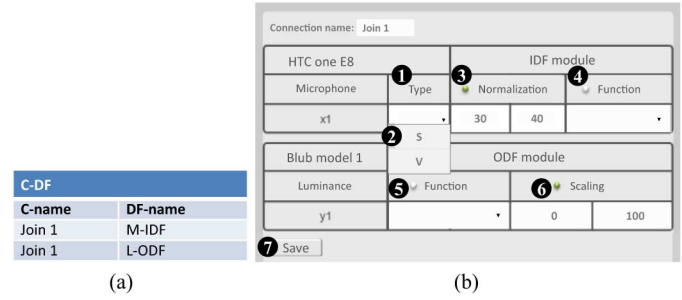 C-DF
C-name DF-name
Join 1 M-IDF
Join 1 L-ODF
(a)
Connection name: Join 1
HTC one E8 IDF module
1 3 4
Microphone Type Normalization Function
x1 30 40
2 S
V
Blub model 1 ODF module
Luminance 5 Function 6 Scaling
y1 0 100
7 Save
(b)